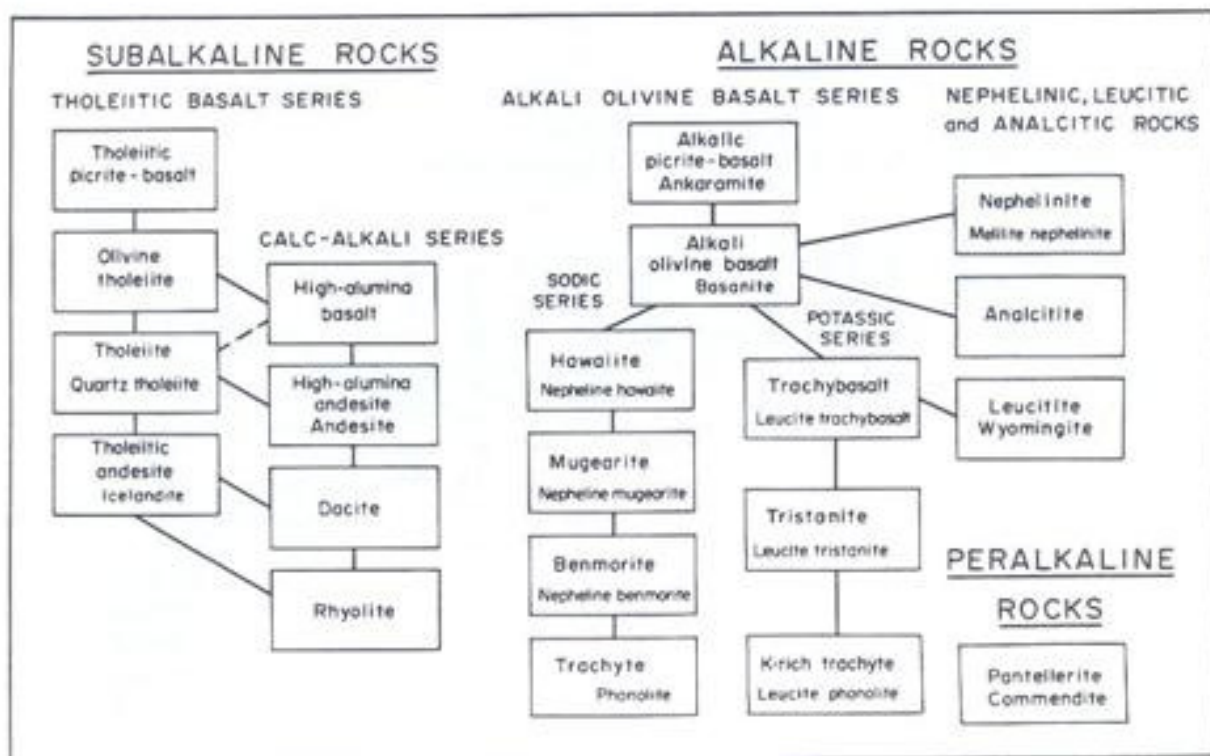 SUBALKALINE ROCKS
THOLEIITIC BASALT SERIES
Tholeiitic
picrite-basalt
Olivine
tholeiite
Tholeiite
Quartz tholeiite
Tholeiitic
andesite
Icelandite
CALC-ALKALI SERIES
High-alumina
basalt
High-alumina
andesite
Andesite
Dacite
Rhyolite
ALKALINE ROCKS
ALKALI OLIVINE BASALT SERIES
Alkalic
picrite-basalt
Ankaramite
Alkali
olivine basalt
Basanite
SODIC
SERIES
Hawaiite
Nepheline hawaiite
Mugearite
Nepheline mugearite
Benmorite
Nepheline benmorite
Trachyte
Phonolite
POTASSIC
SERIES
Trachybasalt
Leucite trachybasalt
Tristanite
Leucite tristanite
K-rich trachyte
Leucite phonolite
NEPHELINIC, LEUCITIC
and ANALCITIC ROCKS
Nephelinite
Melilite nephelinite
Analcitite
Leucitite
Wyomingite
PERALKALINE
ROCKS
Pantellerite
Commendite